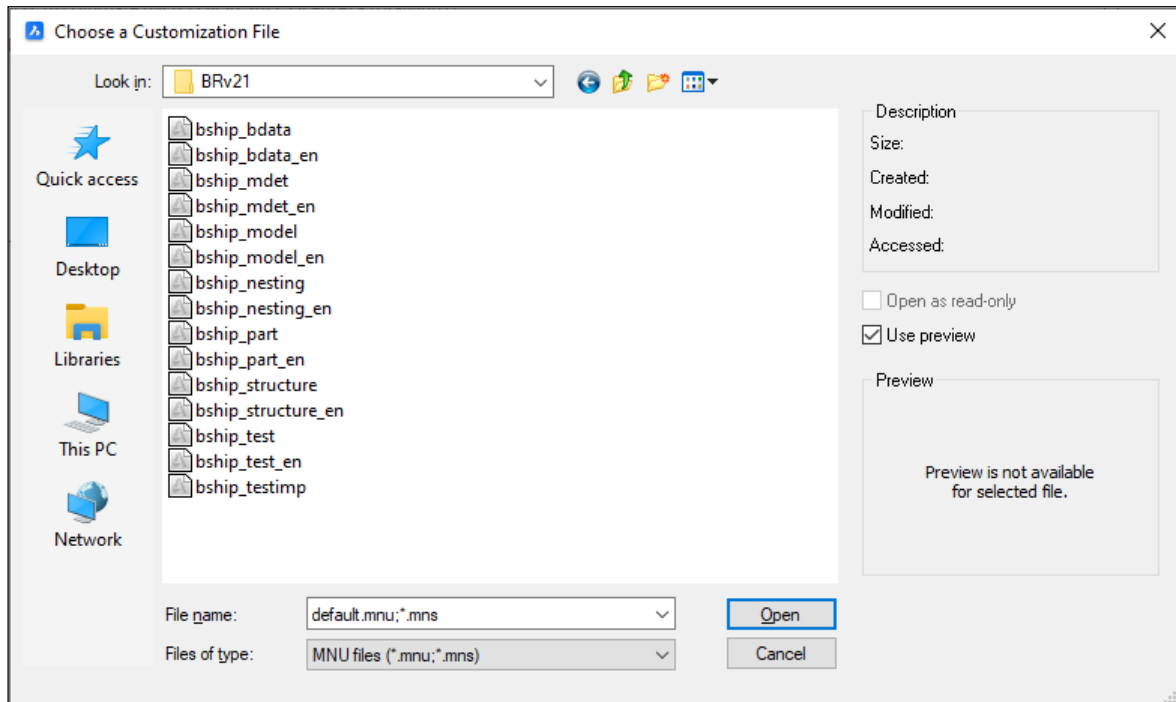 Choose a Customization File
Look in:
BRv21
Quick access
Desktop
Libraries
This PC
Network
bship_bdata
bship_bdata_en
bship_mdet
bship_mdet_en
bship_model
bship_model_en
bship_nesting
bship_nesting_en
bship_part
bship_part_en
bship_structure
bship_structure_en
bship_test
bship_test_en
bship_testimp
Description
Size:
Created:
Modified:
Accessed:
Open as read-only
Use preview
Preview
Preview is not available
for selected file.
File name:
default.mnu;*.mns
Open
Files of type:
MNU files (*.mnu;*.mns)
Cancel